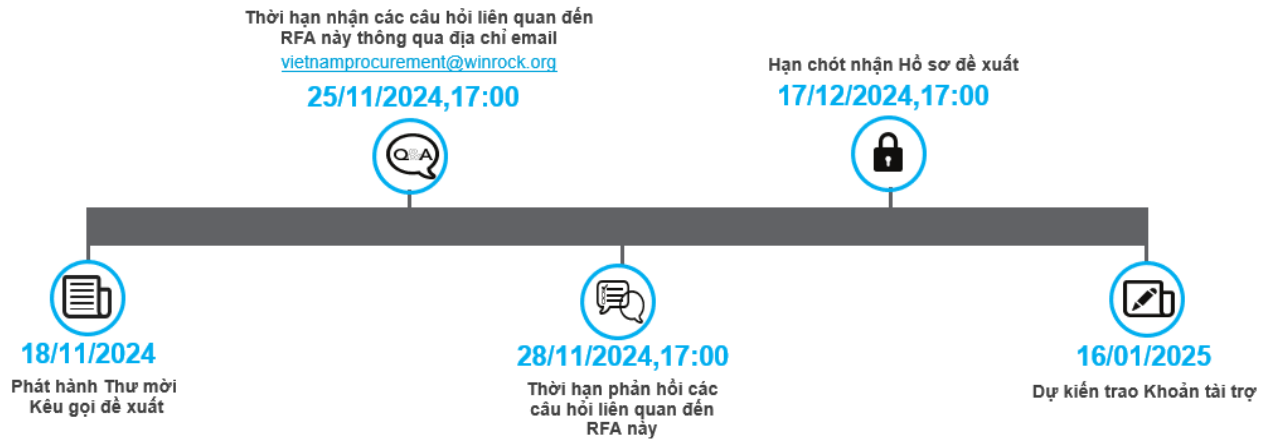 Thời hạn nhận các câu hỏi liên quan đến
RFA này thông qua địa chỉ email
vietnamprocurement@winrock.org
25/11/2024,17:00
Q&A
Hạn chót nhận Hồ sơ đề xuất
17/12/2024,17:00
18/11/2024
Phát hành Thư mời
Kêu gọi đề xuất
28/11/2024,17:00
Thời hạn phản hồi các
câu hỏi liên quan đến
RFA này
16/01/2025
Dự kiến trao Khoản tài trợ